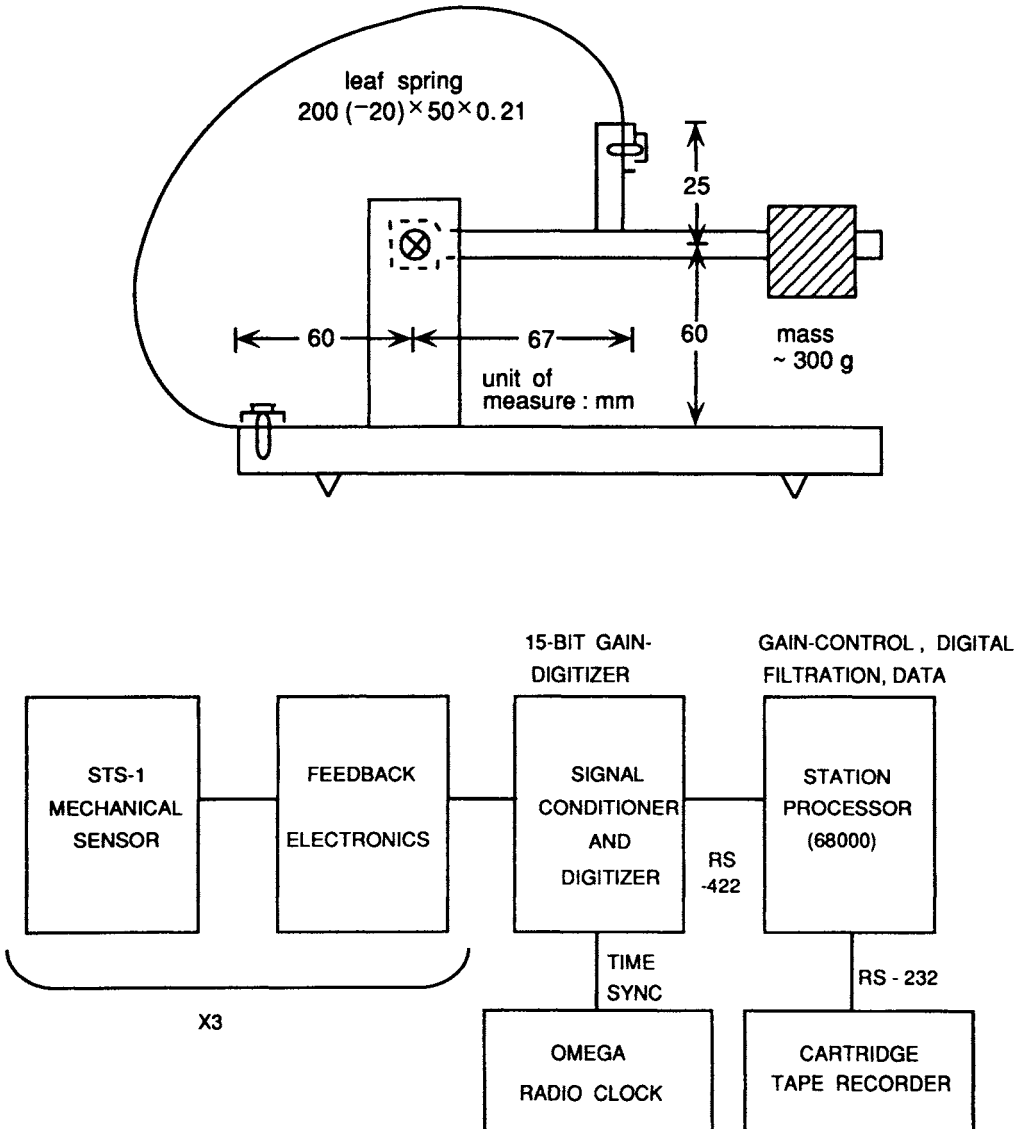 leaf spring
200 (‾20) × 50 × 0.21
25
60
67
60
mass
~ 300 g
unit of
measure : mm
15-BIT GAIN-
DIGITIZER
GAIN-CONTROL , DIGITAL
FILTRATION, DATA
STS-1
MECHANICAL
SENSOR
FEEDBACK
ELECTRONICS
SIGNAL
CONDITIONER
AND
DIGITIZER
RS
-422
STATION
PROCESSOR
(68000)
TIME
SYNC
RS - 232
X3
OMEGA
RADIO CLOCK
CARTRIDGE
TAPE RECORDER